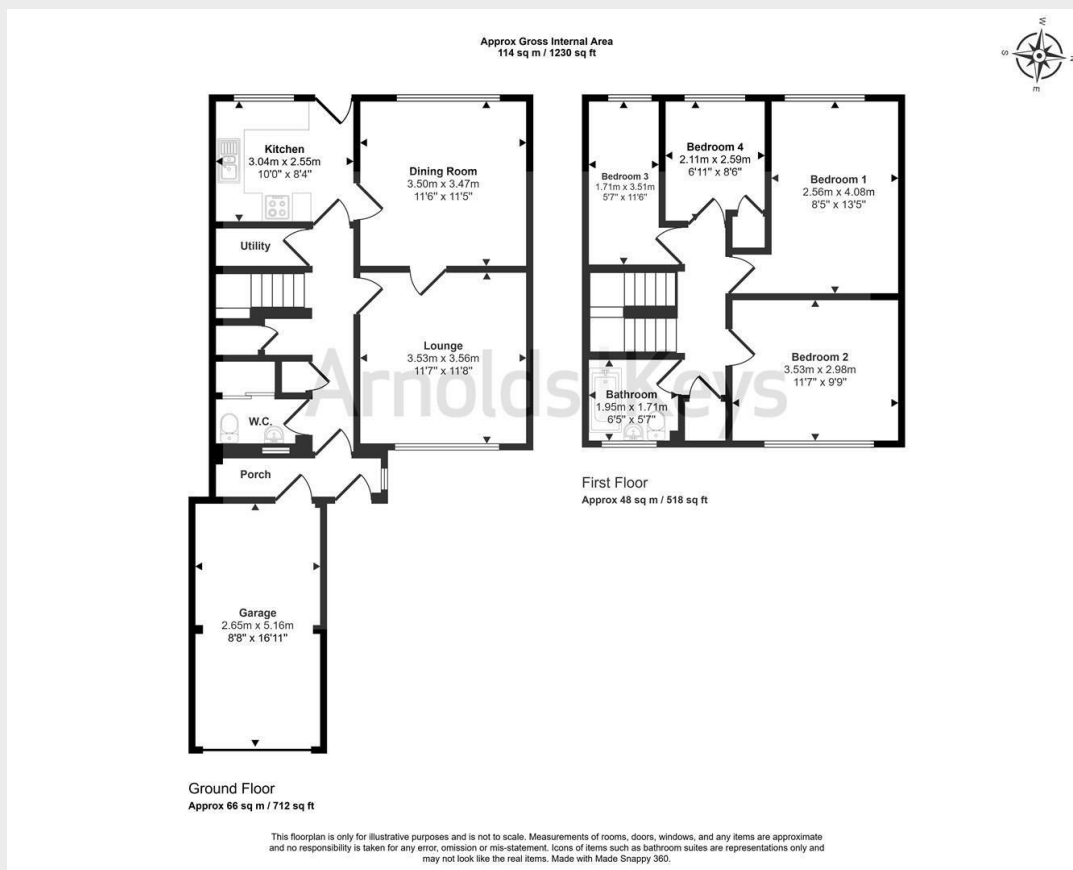 Approx Gross Internal Area
114 sq m / 1230 sq ft
W
S
N
E
Kitchen
3.04m x 2.55m
10'0" x 8'4"
Dining Room
3.50m x 3.47m
11'6" x 11'5"
Utility
Lounge
3.53m x 3.56m
11'7" x 11'8"
W.C.
Porch
Garage
2.65m x 5.16m
8'8" x 16'11"
Ground Floor
Approx 66 sq m / 712 sq ft
Bedroom 3
1.71m x 3.51m
5'7" x 11'6"
Bedroom 4
2.11m x 2.59m
6'11" x 8'6"
Bedroom 1
2.56m x 4.08m
8'5" x 13'5"
Bedroom 2
3.53m x 2.98m
11'7" x 9'9"
Bathroom
1.95m x 1.71m
6'5" x 5'7"
First Floor
Approx 48 sq m / 518 sq ft
Arnolds Keys
This floorplan is only for illustrative purposes and is not to scale. Measurements of rooms, doors, windows, and any items are approximate
and no responsibility is taken for any error, omission or mis-statement. Icons of items such as bathroom suites are representations only and
may not look like the real items. Made with Made Snappy 360.